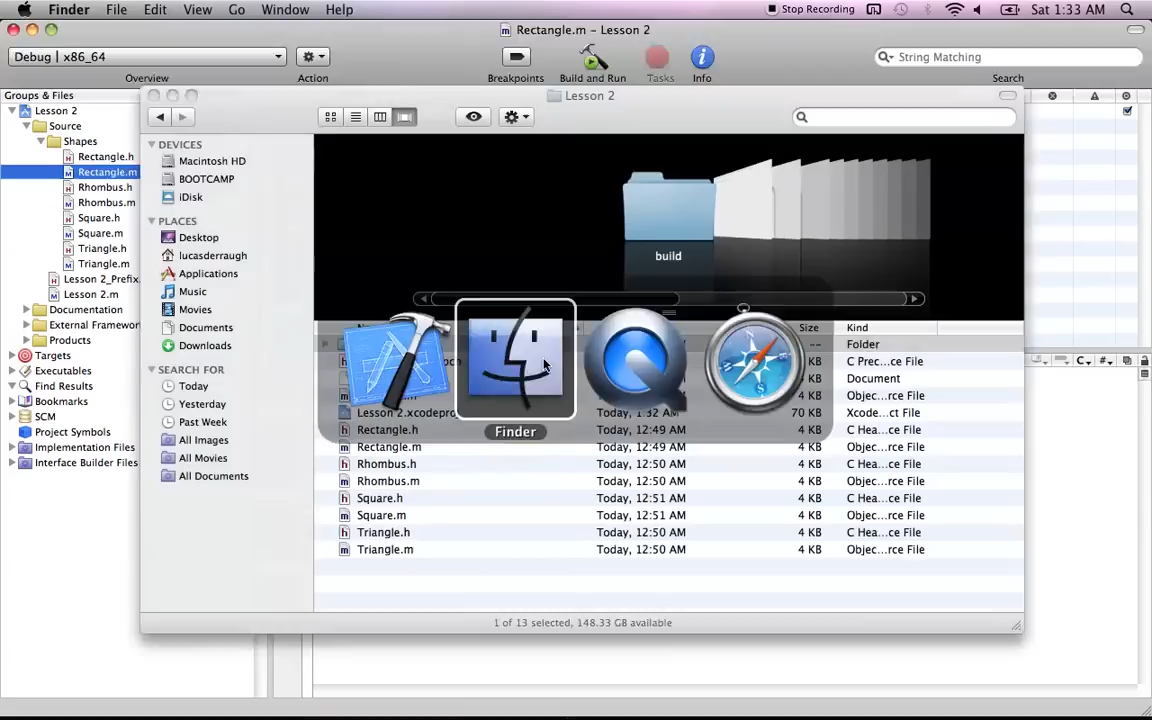 Finder File Edit View Go Window Help Stop Recording Sat 1:33 AM
Rectangle.m – Lesson 2
Debug | x86_64
String Matching
Overview Action Breakpoints Build and Run Tasks Info Search
Groups & Files
Lesson 2
Source
Shapes
Rectangle.h
Rectangle.m
Rhombus.h
Rhombus.m
Square.h
Square.m
Triangle.h
Triangle.m
Lesson 2_Prefix.
Lesson 2.m
Documentation
External Framewor
Products
Targets
Executables
Find Results
Bookmarks
SCM
Project Symbols
Implementation Files
Interface Builder Files
Lesson 2
DEVICES
Macintosh HD
BOOTCAMP
iDisk
PLACES
Desktop
lucasderraugh
Applications
Music
Movies
Documents
Downloads
SEARCH FOR
Today
Yesterday
Past Week
All Images
All Movies
All Documents
build
Size Kind
-- Folder
KB C Prec...ce File
KB Document
KB Objec...rce File
Lesson 2.xcodepro Today, 1:32 AM 70 KB Xcode...ct File
Rectangle.h Today, 12:49 AM 4 KB C Hea...ce File
Rectangle.m Today, 12:49 AM 4 KB Objec...rce File
Rhombus.h Today, 12:50 AM 4 KB C Hea...ce File
Rhombus.m Today, 12:50 AM 4 KB Objec...rce File
Square.h Today, 12:51 AM 4 KB C Hea...ce File
Square.m Today, 12:51 AM 4 KB Objec...rce File
Triangle.h Today, 12:50 AM 4 KB C Hea...ce File
Triangle.m Today, 12:50 AM 4 KB Objec...rce File
Finder
1 of 13 selected, 148.33 GB available
C
#